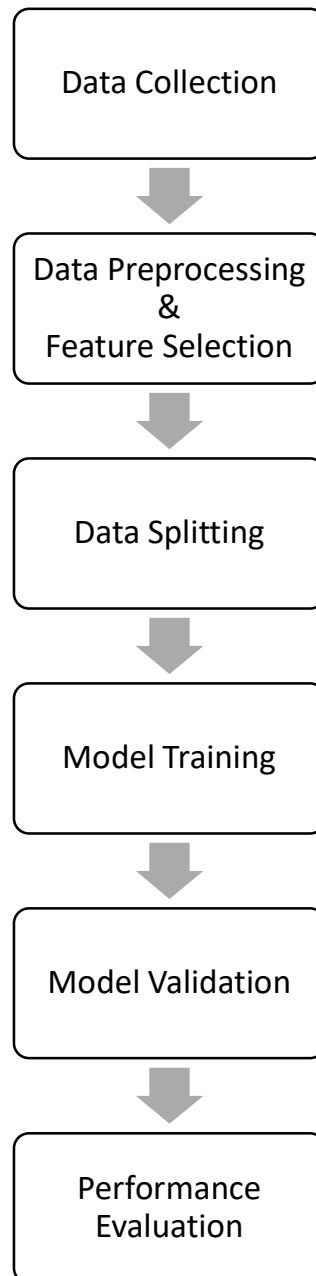 Data Collection
Data Preprocessing
&
Feature Selection
Data Splitting
Model Training
Model Validation
Performance
Evaluation